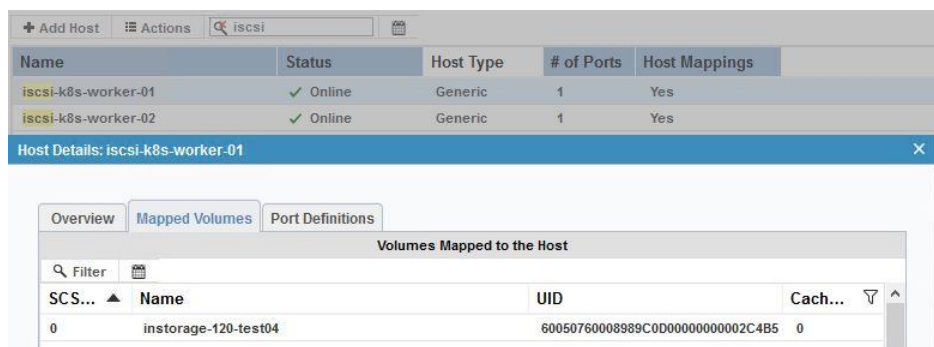 Add Host Actions iscsi
Name Status Host Type # of Ports Host Mappings
iscsi-k8s-worker-01 Online Generic 1 Yes
iscsi-k8s-worker-02 Online Generic 1 Yes
Host Details: iscsi-k8s-worker-01
Overview Mapped Volumes Port Definitions
Volumes Mapped to the Host
Filter
SCS... Name UID Cach...
0 instorage-120-test04 60050760008989C0D00000000002C4B5 0